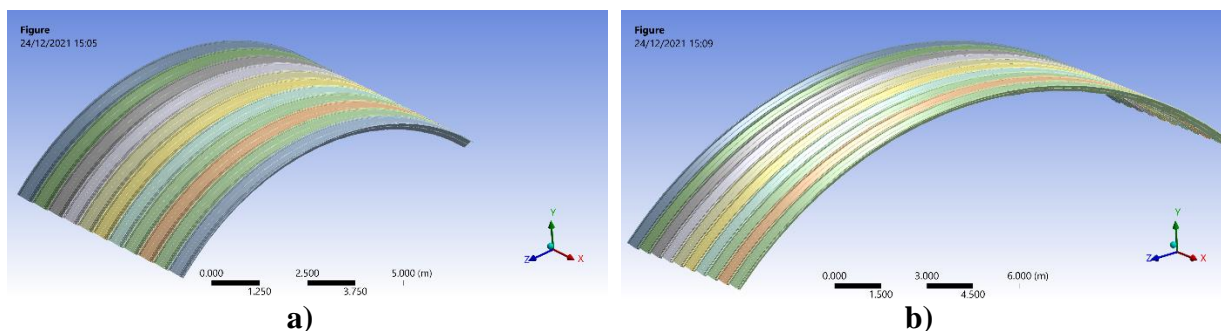 Figure
24/12/2021 15:05
Y
Z
X
0.000
2.500
5.000 (m)
1.250
3.750
a)
Figure
24/12/2021 15:09
Y
Z
X
0.000
3.000
6.000 (m)
1.500
4.500
b)